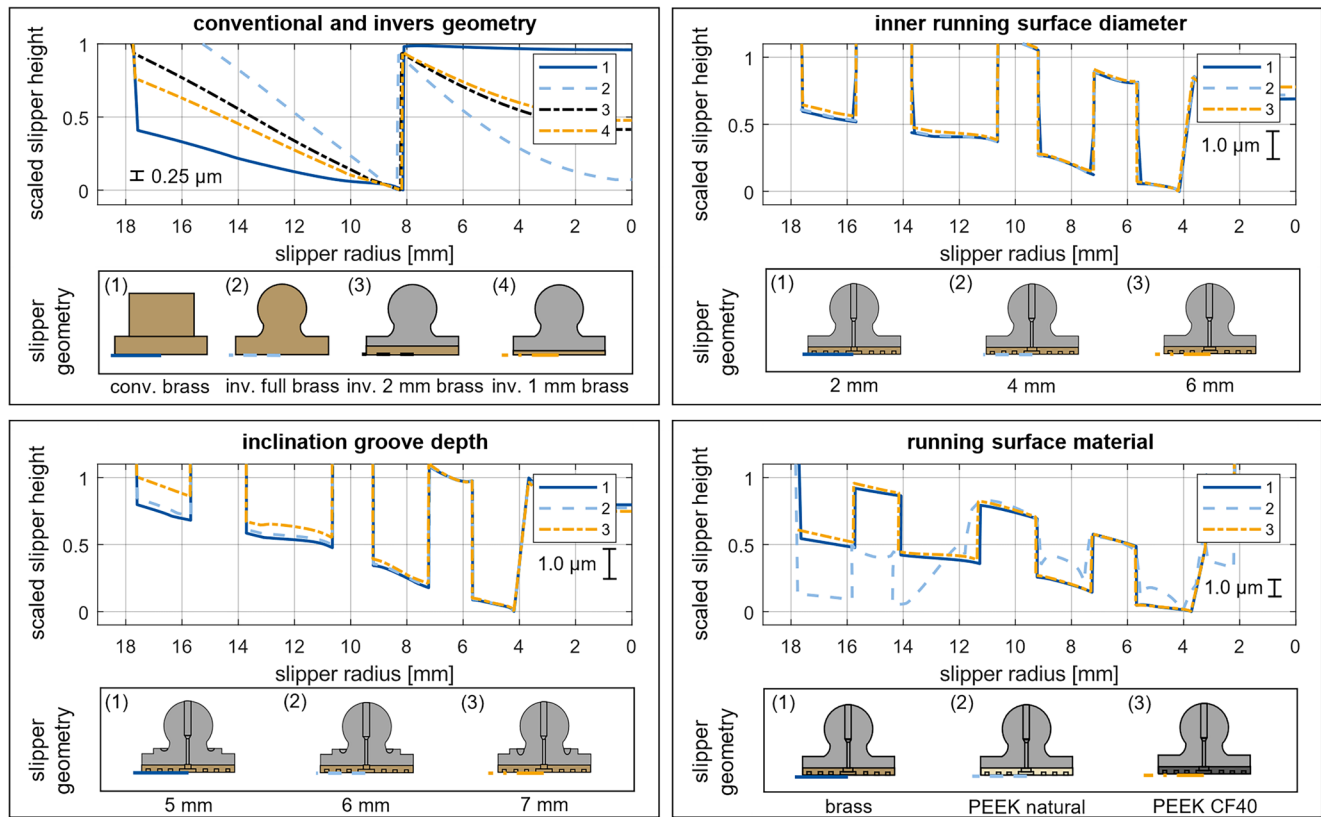 conventional and invers geometry
scaled slipper height
1
0.5
0
0.25 μm
1
2
3
4
18 16 14 12 10 8 6 4 2 0
slipper radius [mm]
slipper geometry
(1) (2) (3) (4)
conv. brass inv. full brass inv. 2 mm brass inv. 1 mm brass
inner running surface diameter
scaled slipper height
1
0.5
0
1
2
3
1.0 μm
18 16 14 12 10 8 6 4 2 0
slipper radius [mm]
slipper geometry
(1) (2) (3)
2 mm 4 mm 6 mm
inclination groove depth
scaled slipper height
1
0.5
0
1
2
3
1.0 μm
18 16 14 12 10 8 6 4 2 0
slipper radius [mm]
slipper geometry
(1) (2) (3)
5 mm 6 mm 7 mm
running surface material
scaled slipper height
1
0.5
0
1
2
3
1.0 μm
18 16 14 12 10 8 6 4 2 0
slipper radius [mm]
slipper geometry
(1) (2) (3)
brass PEEK natural PEEK CF40